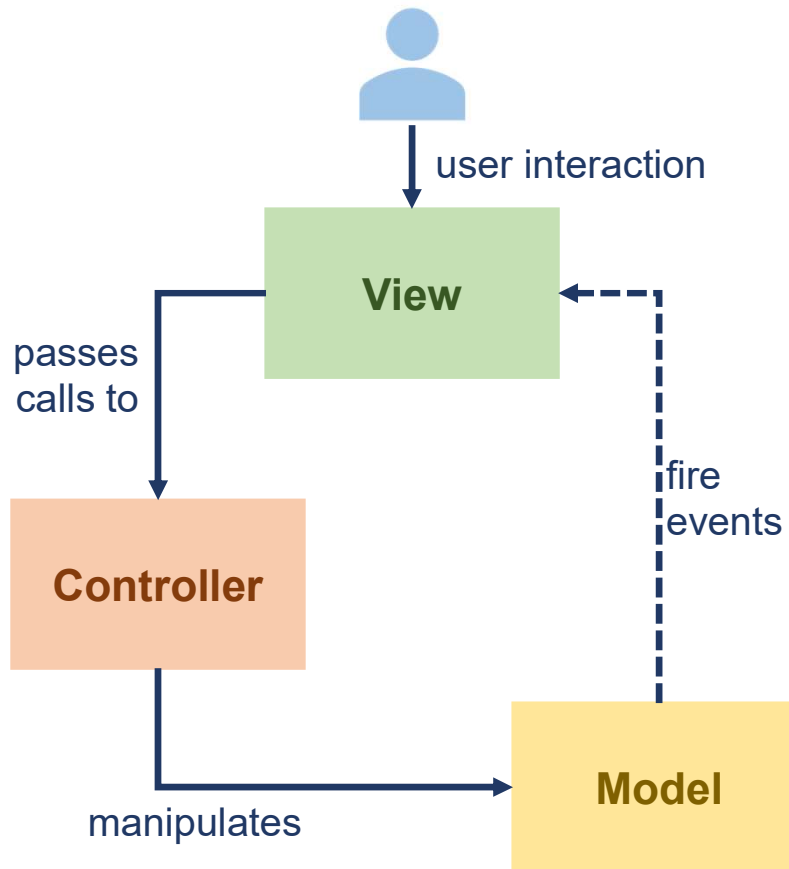 user interaction
View
passes
calls to
fire
events
Controller
Model
manipulates